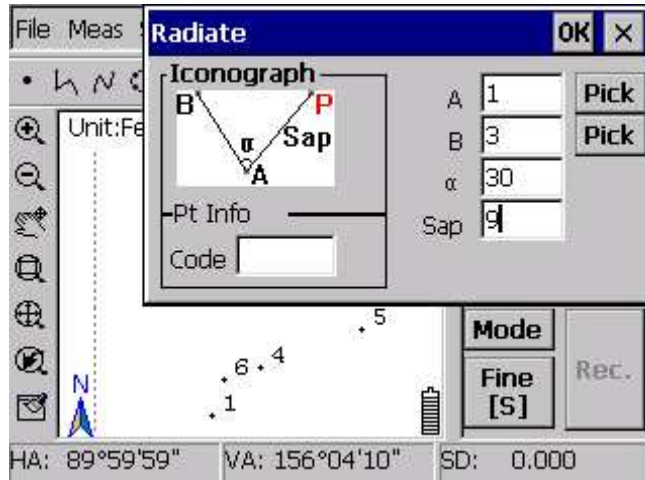 File Meas
Radiate OK ×
Iconograph
B P
α Sap
A
Pt Info
Code
A 1 Pick
B 3 Pick
α 30
Sap 9
Unit:Fe
5
6 4
1
N
Mode
Fine
[S]
Rec.
HA: 89°59'59" VA: 156°04'10" SD: 0.000